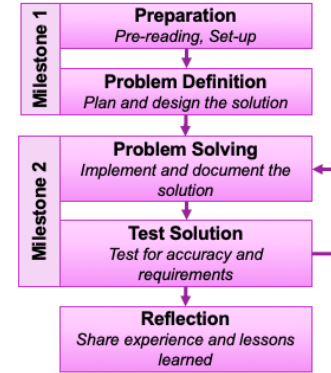 Milestone 1
Preparation
Pre-reading, Set-up
Problem Definition
Plan and design the solution
Milestone 2
Problem Solving
Implement and document the
solution
Test Solution
Test for accuracy and
requirements
Reflection
Share experience and lessons
learned